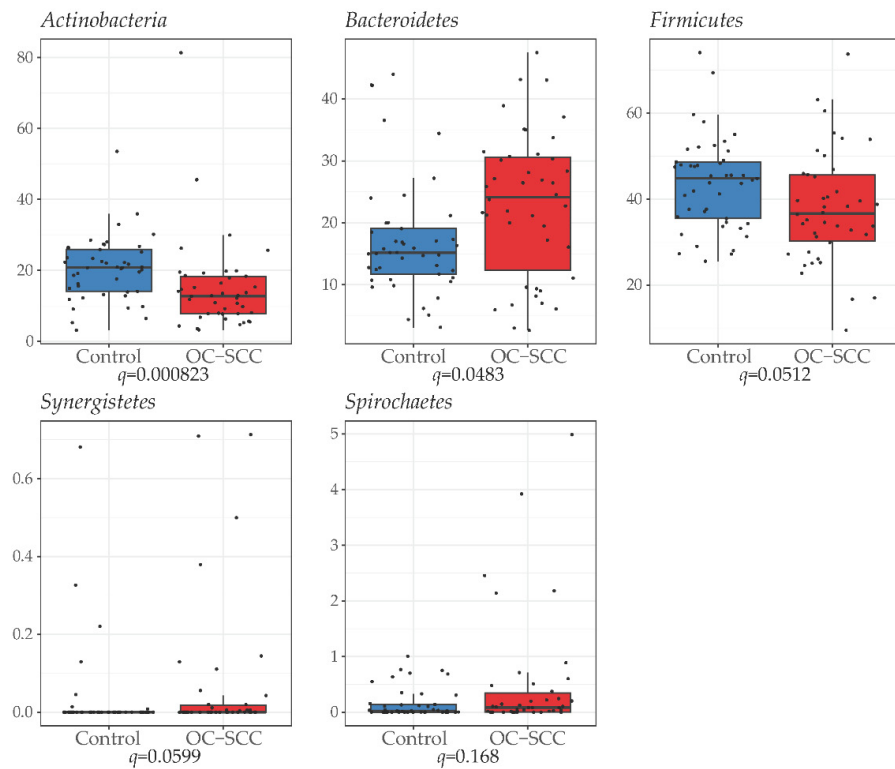 Actinobacteria Bacteroidetes Firmicutes
80
60
40
20
0
Control OC-SCC
q=0.000823
40
30
20
10
Control OC-SCC
q=0.0483
60
40
20
Control OC-SCC
q=0.0512
Synergistetes Spirochaetes
0.6
0.4
0.2
0.0
Control OC-SCC
q=0.0599
5
4
3
2
1
0
Control OC-SCC
q=0.168